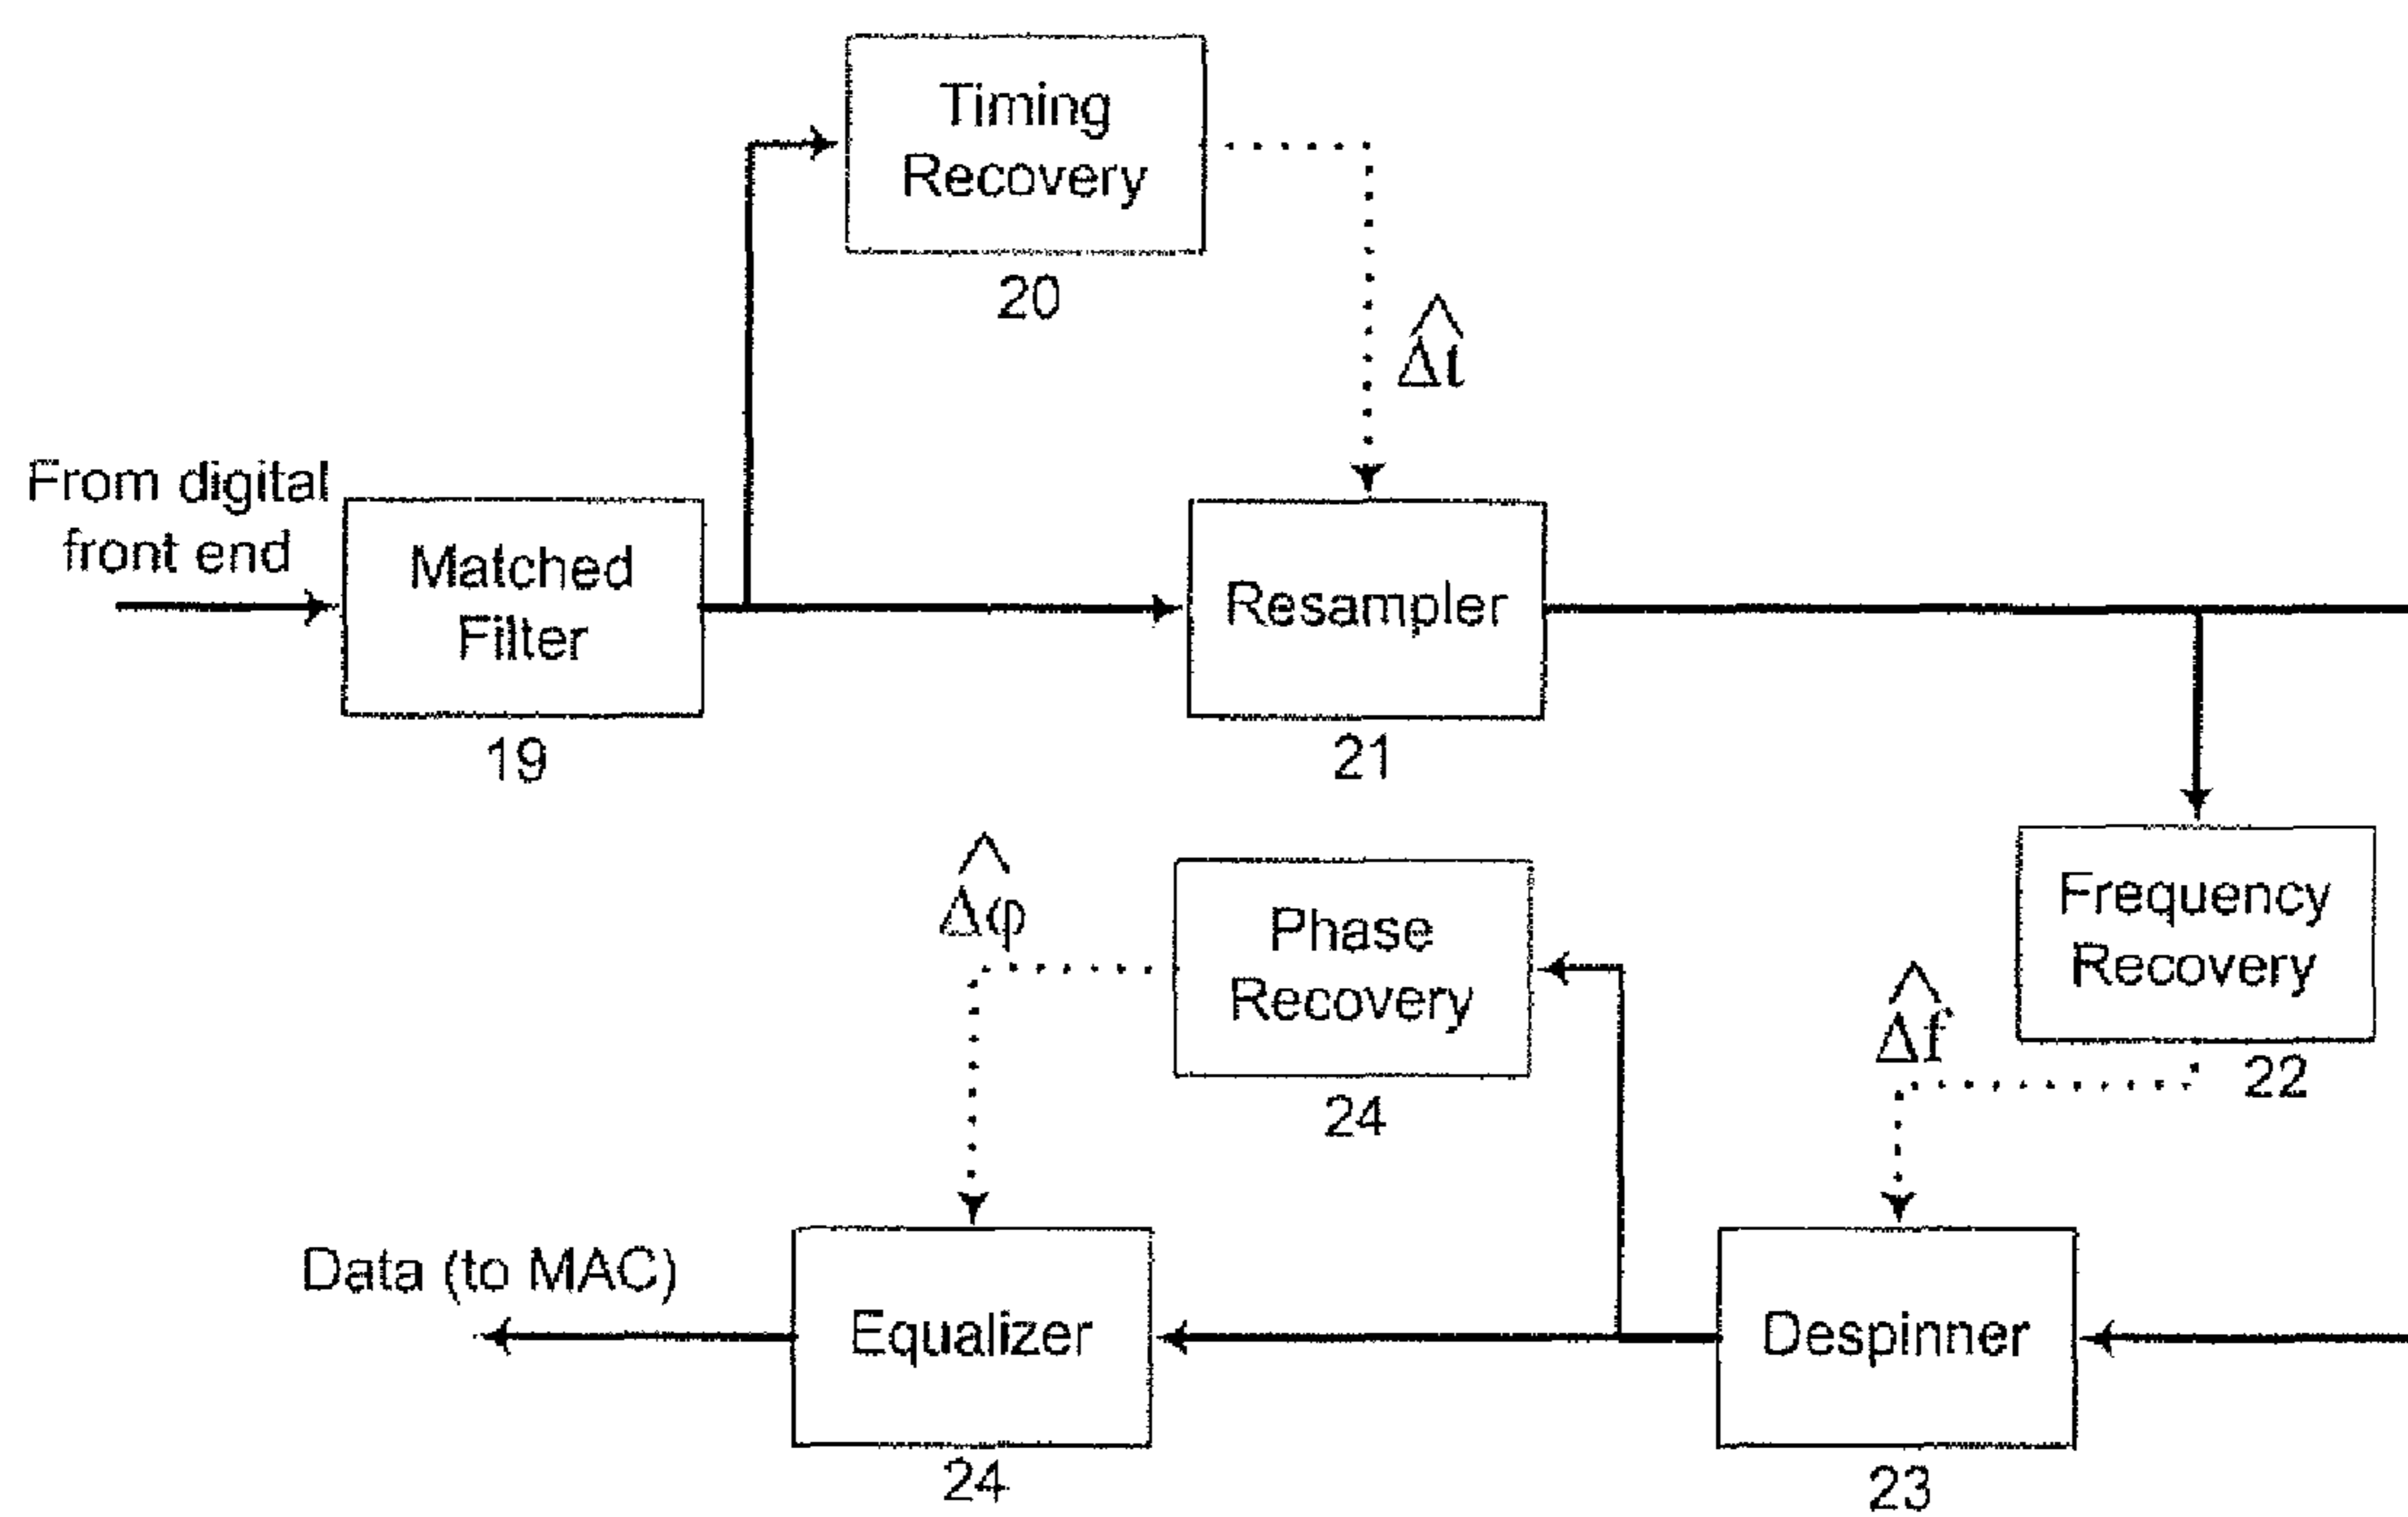 Timing
Recovery
20
Δt̂
From digital
front end
Matched
Filter
19
Resampler
21
Frequency
Recovery
22
Δφ̂
Phase
Recovery
24
Δf̂
Data (to MAC)
Equalizer
24
Despinner
23